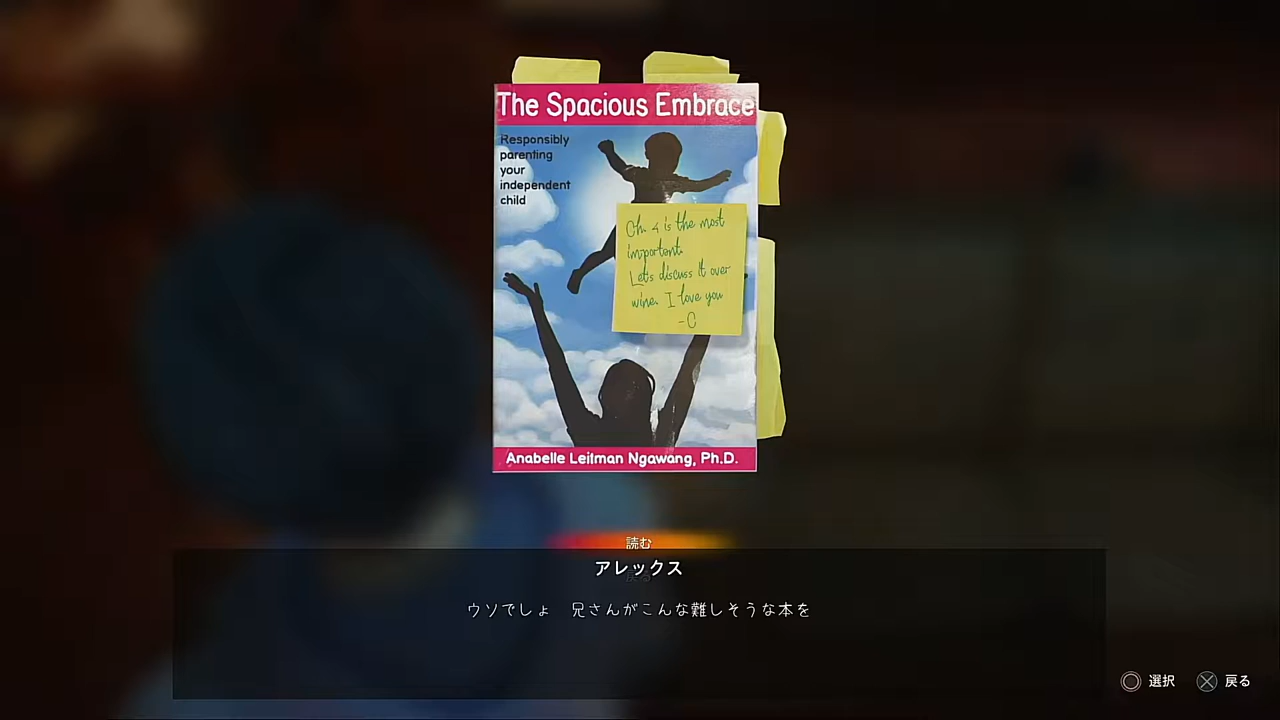 The Spacious Embrace
Responsibly
parenting
your
independent
child
Ch. 4 is the most
important.
Let's discuss it over
wine. I love you
-C
Anabelle Leitman Ngawang, Ph.D.
読む
アレックス
戻る
ウソでしょ　兄さんがこんな難しそうな本を
選択
戻る